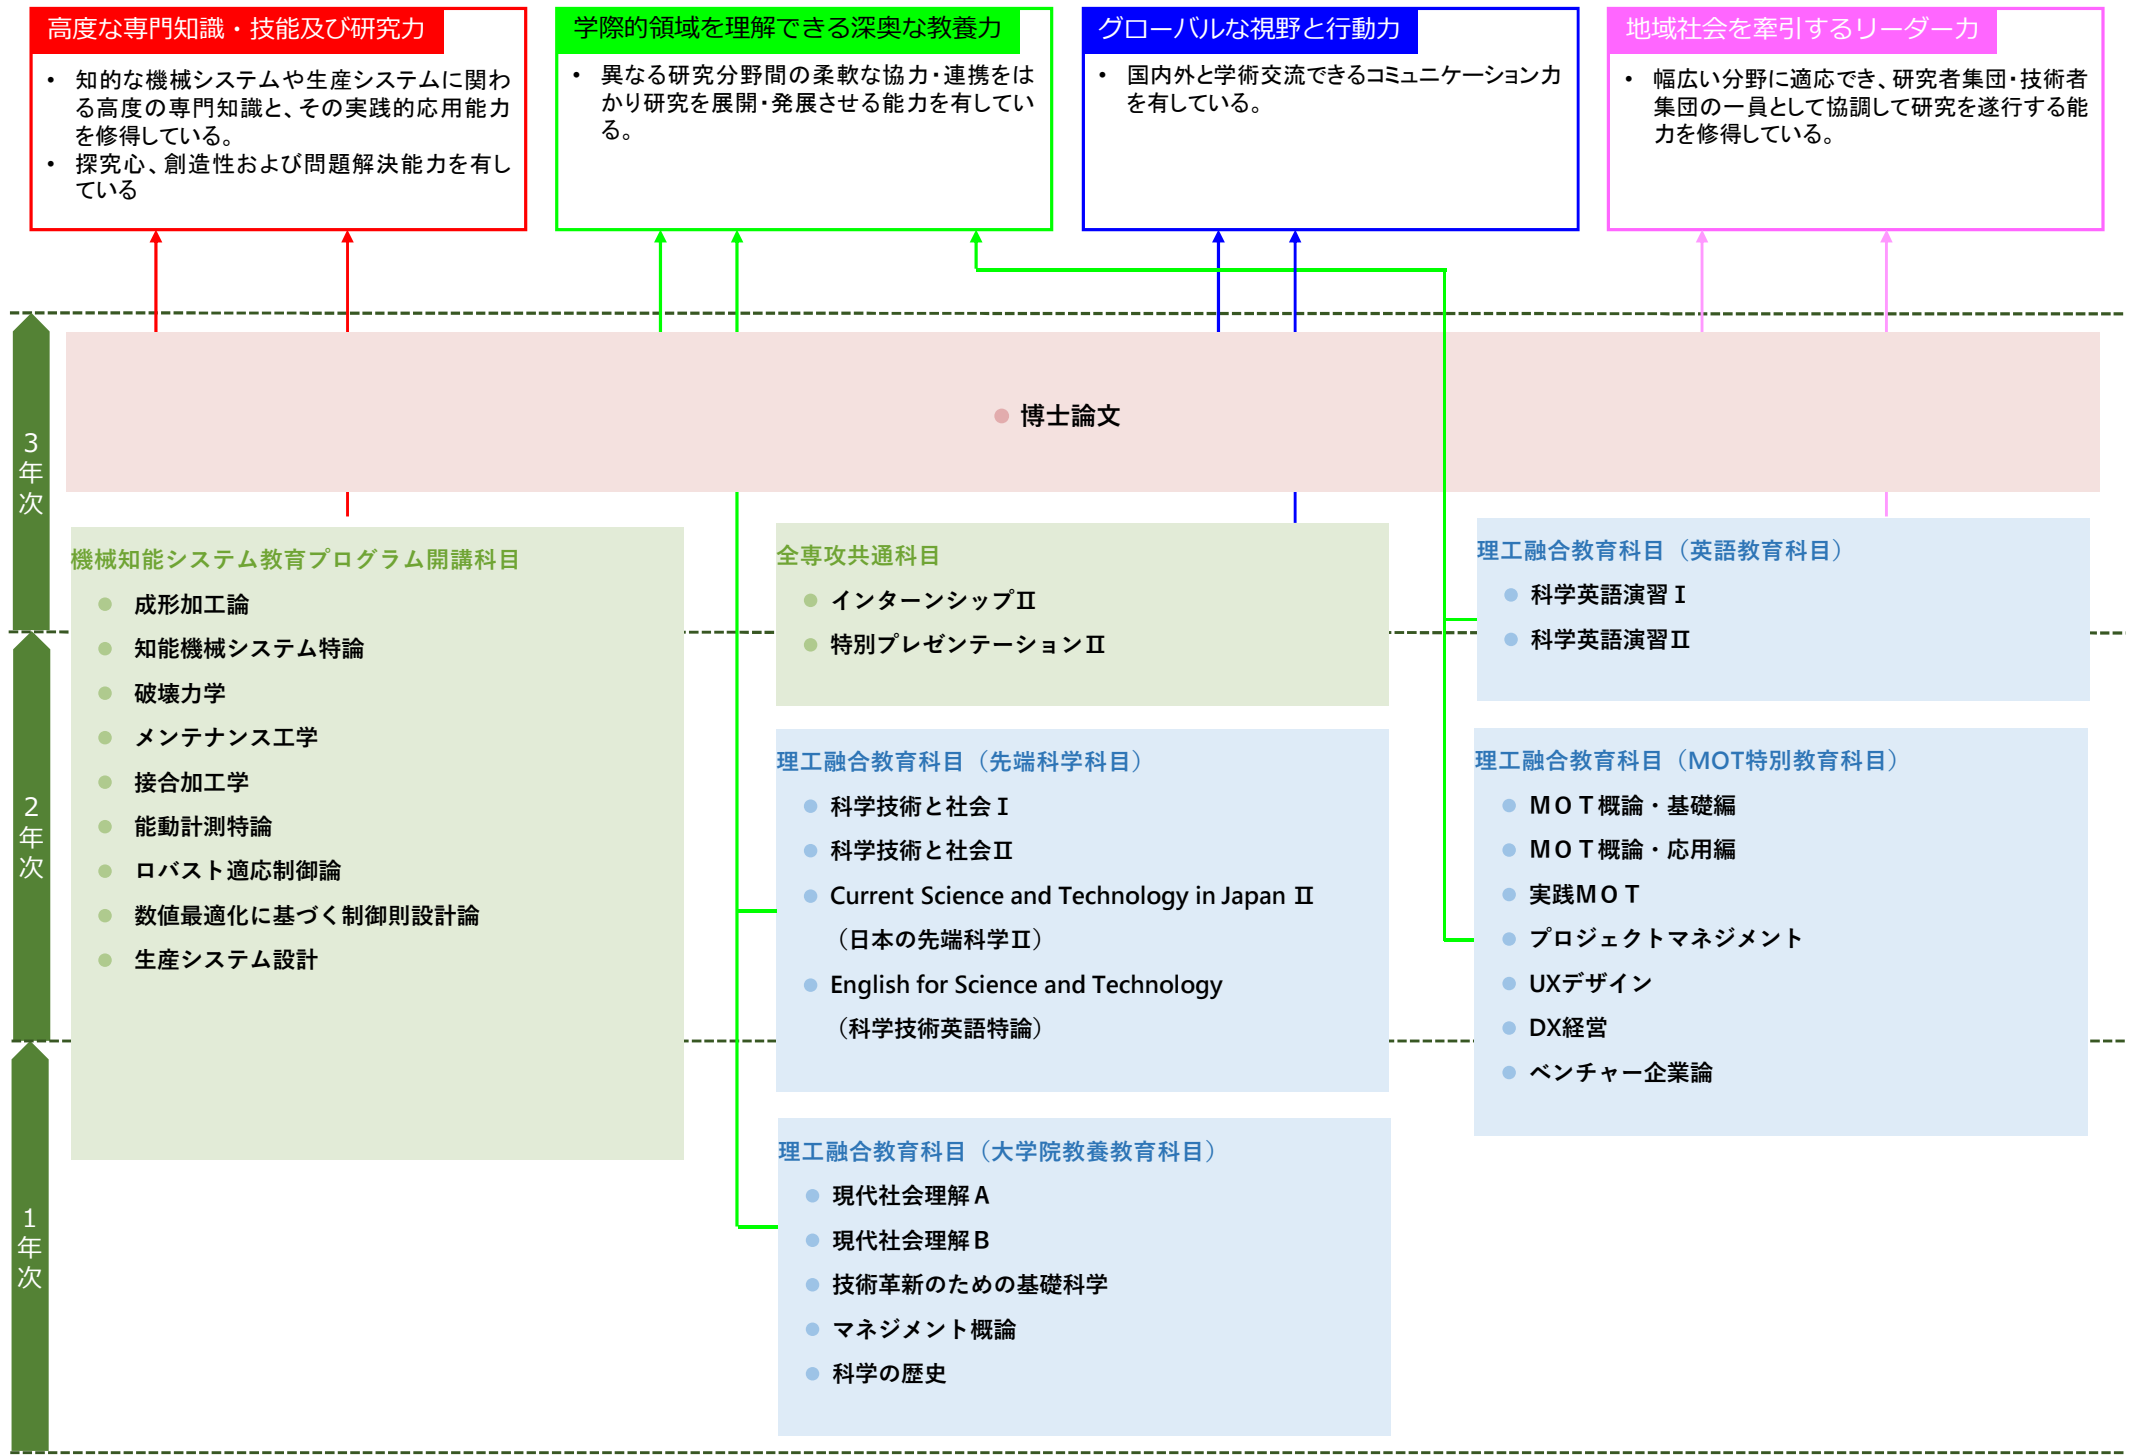 高度な専門知識・技能及び研究力
• 知的な機械システムや生産システムに関わ
る高度の専門知識と、その実践的応用能力
を修得している。
• 探究心、創造性および問題解決能力を有し
ている
学際的領域を理解できる深奥な教養力
• 異なる研究分野間の柔軟な協力・連携をは
かり研究を展開・発展させる能力を有してい
る。
グローバルな視野と行動力
• 国内外と学術交流できるコミュニケーション力
を有している。
地域社会を牽引するリーダー力
• 幅広い分野に適応でき、研究者集団・技術者
集団の一員として協調して研究を遂行する能
力を修得している。
3年次
● 博士論文
機械知能システム教育プログラム開講科目
● 成形加工論
● 知能機械システム特論
● 破壊力学
● メンテナンス工学
● 接合加工学
● 能動計測特論
● ロバスト適応制御論
● 数値最適化に基づく制御則設計論
● 生産システム設計
全専攻共通科目
● インターンシップⅡ
● 特別プレゼンテーションⅡ
理工融合教育科目（英語教育科目）
● 科学英語演習Ⅰ
● 科学英語演習Ⅱ
2年次
理工融合教育科目（先端科学科目）
● 科学技術と社会Ⅰ
● 科学技術と社会Ⅱ
● Current Science and Technology in Japan Ⅱ
（日本の先端科学Ⅱ）
● English for Science and Technology
（科学技術英語特論）
理工融合教育科目（MOT特別教育科目）
● ＭＯＴ概論・基礎編
● ＭＯＴ概論・応用編
● 実践ＭＯＴ
● プロジェクトマネジメント
● UXデザイン
● DX経営
● ベンチャー企業論
1年次
理工融合教育科目（大学院教養教育科目）
● 現代社会理解Ａ
● 現代社会理解Ｂ
● 技術革新のための基礎科学
● マネジメント概論
● 科学の歴史